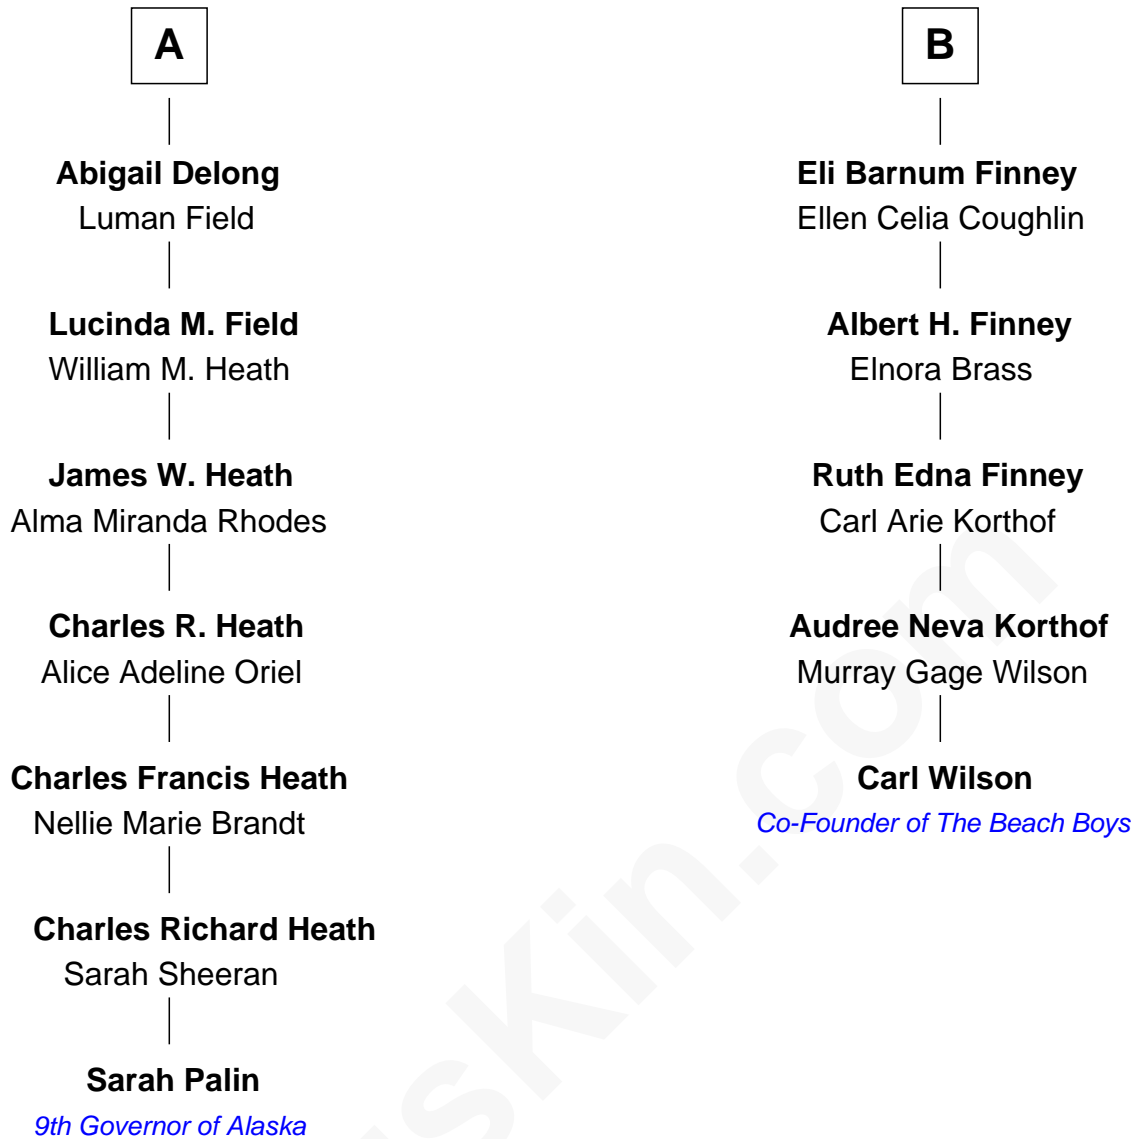 A
Abigail Delong
Luman Field
Lucinda M. Field
William M. Heath
James W. Heath
Alma Miranda Rhodes
Charles R. Heath
Alice Adeline Oriel
Charles Francis Heath
Nellie Marie Brandt
Charles Richard Heath
Sarah Sheeran
Sarah Palin
9th Governor of Alaska
B
Eli Barnum Finney
Ellen Celia Coughlin
Albert H. Finney
Elnora Brass
Ruth Edna Finney
Carl Arie Korthof
Audree Neva Korthof
Murray Gage Wilson
Carl Wilson
Co-Founder of The Beach Boys